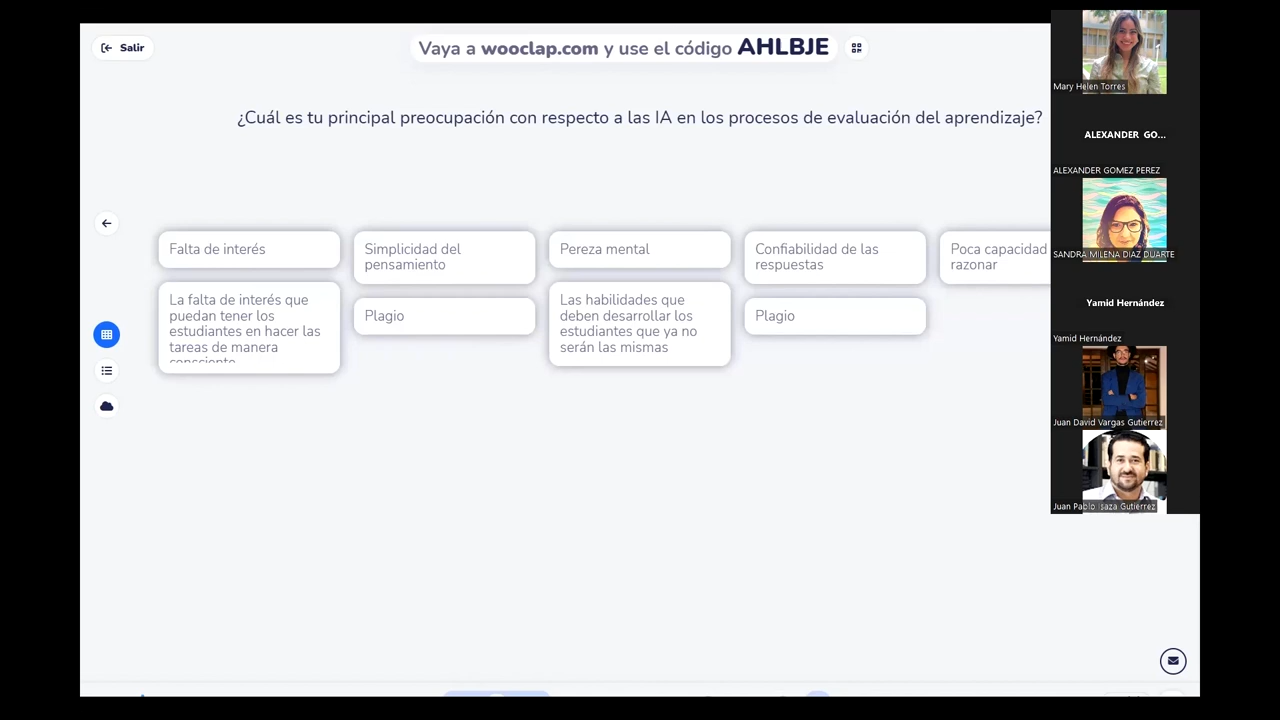 Salir
Vaya a wooclap.com y use el código AHLBJE
¿Cuál es tu principal preocupación con respecto a las IA en los procesos de evaluación del aprendizaje?
Falta de interés
Simplicidad del
pensamiento
Pereza mental
Confiabilidad de las
respuestas
Poca capacidad
razonar
La falta de interés que
puedan tener los
estudiantes en hacer las
tareas de manera
consciente
Plagio
Las habilidades que
deben desarrollar los
estudiantes que ya no
serán las mismas
Plagio
Mary Helen Torres
ALEXANDER GO...
ALEXANDER GOMEZ PEREZ
SANDRA MILENA DIAZ DUARTE
Yamid Hernández
Yamid Hernández
Juan David Vargas Gutierrez
Juan Pablo Isaza Gutiérrez